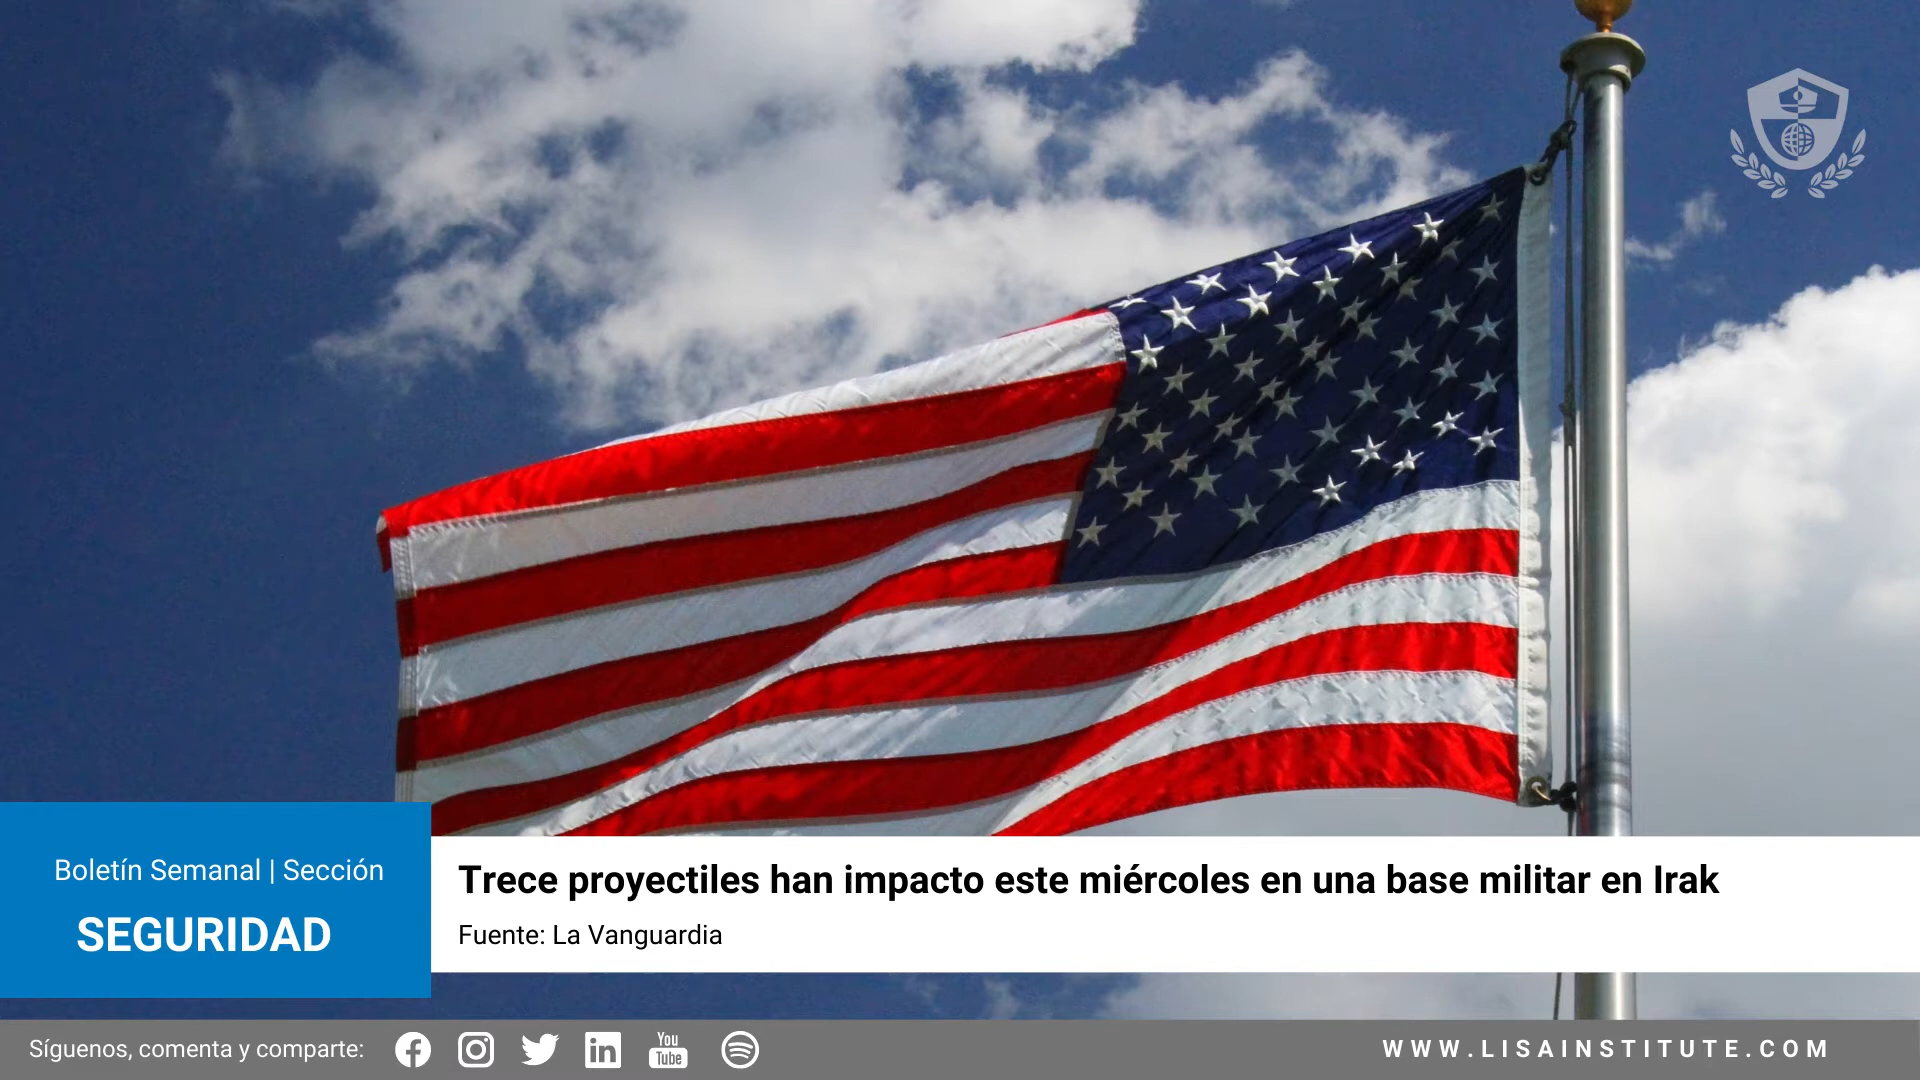 Boletín Semanal | Sección
SEGURIDAD
Trece proyectiles han impacto este miércoles en una base militar en Irak
Fuente: La Vanguardia
Síguenos, comenta y comparte:
You
Tube
WWW.LISAINSTITUTE.COM